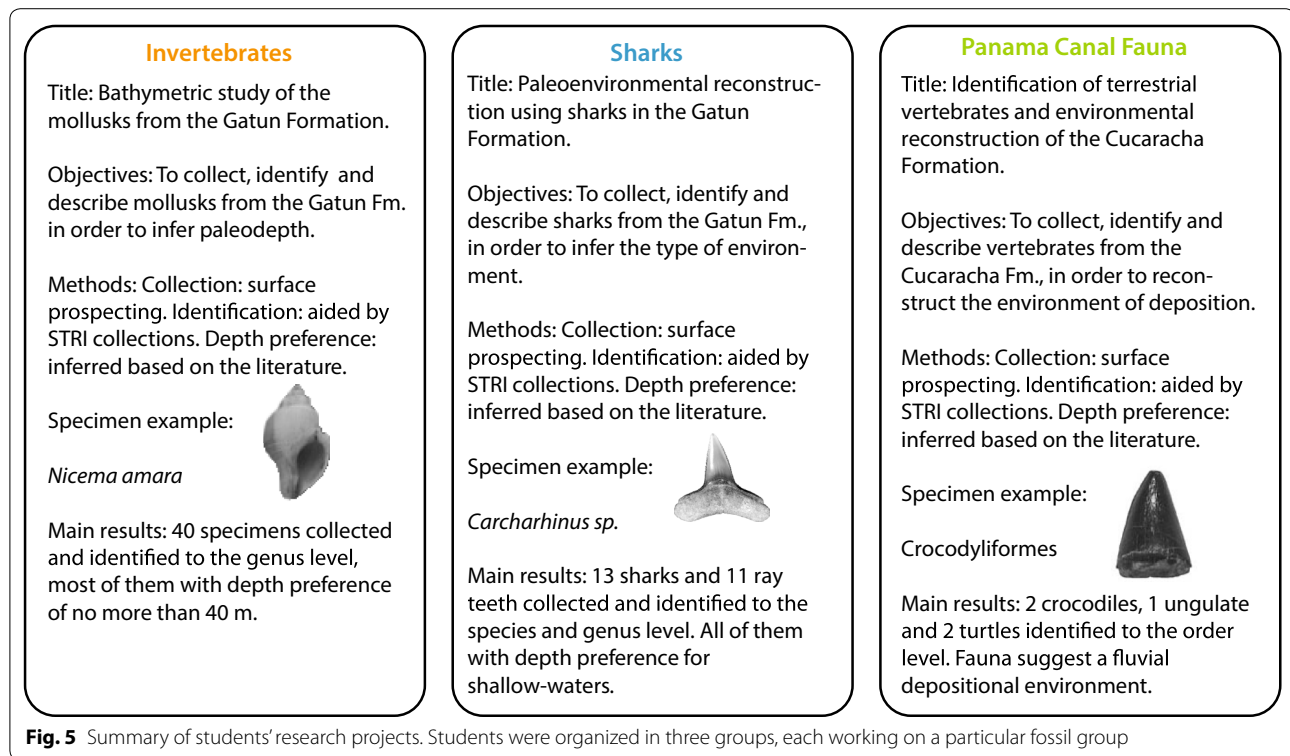 Invertebrates
Title: Bathymetric study of the
mollusks from the Gatun Formation.
Objectives: To collect, identify and
describe mollusks from the Gatun Fm.
in order to infer paleodepth.
Methods: Collection: surface
prospecting. Identification: aided by
STRI collections. Depth preference:
inferred based on the literature.
Specimen example:
Nicema amara
Main results: 40 specimens collected
and identified to the genus level,
most of them with depth preference
of no more than 40 m.
Sharks
Title: Paleoenvironmental reconstruc-
tion using sharks in the Gatun
Formation.
Objectives: To collect, identify and
describe sharks from the Gatun Fm.,
in order to infer the type of environ-
ment.
Methods: Collection: surface
prospecting. Identification: aided by
STRI collections. Depth preference:
inferred based on the literature.
Specimen example:
Carcharhinus sp.
Main results: 13 sharks and 11 ray
teeth collected and identified to the
species and genus level. All of them
with depth preference for
shallow-waters.
Panama Canal Fauna
Title: Identification of terrestrial
vertebrates and environmental
reconstruction of the Cucaracha
Formation.
Objectives: To collect, identify and
describe vertebrates from the
Cucaracha Fm., in order to recon-
struct the environment of deposition.
Methods: Collection: surface
prospecting. Identification: aided by
STRI collections. Depth preference:
inferred based on the literature.
Specimen example:
Crocodyliformes
Main results: 2 crocodiles, 1 ungulate
and 2 turtles identified to the order
level. Fauna suggest a fluvial
depositional environment.
Fig. 5 Summary of students' research projects. Students were organized in three groups, each working on a particular fossil group